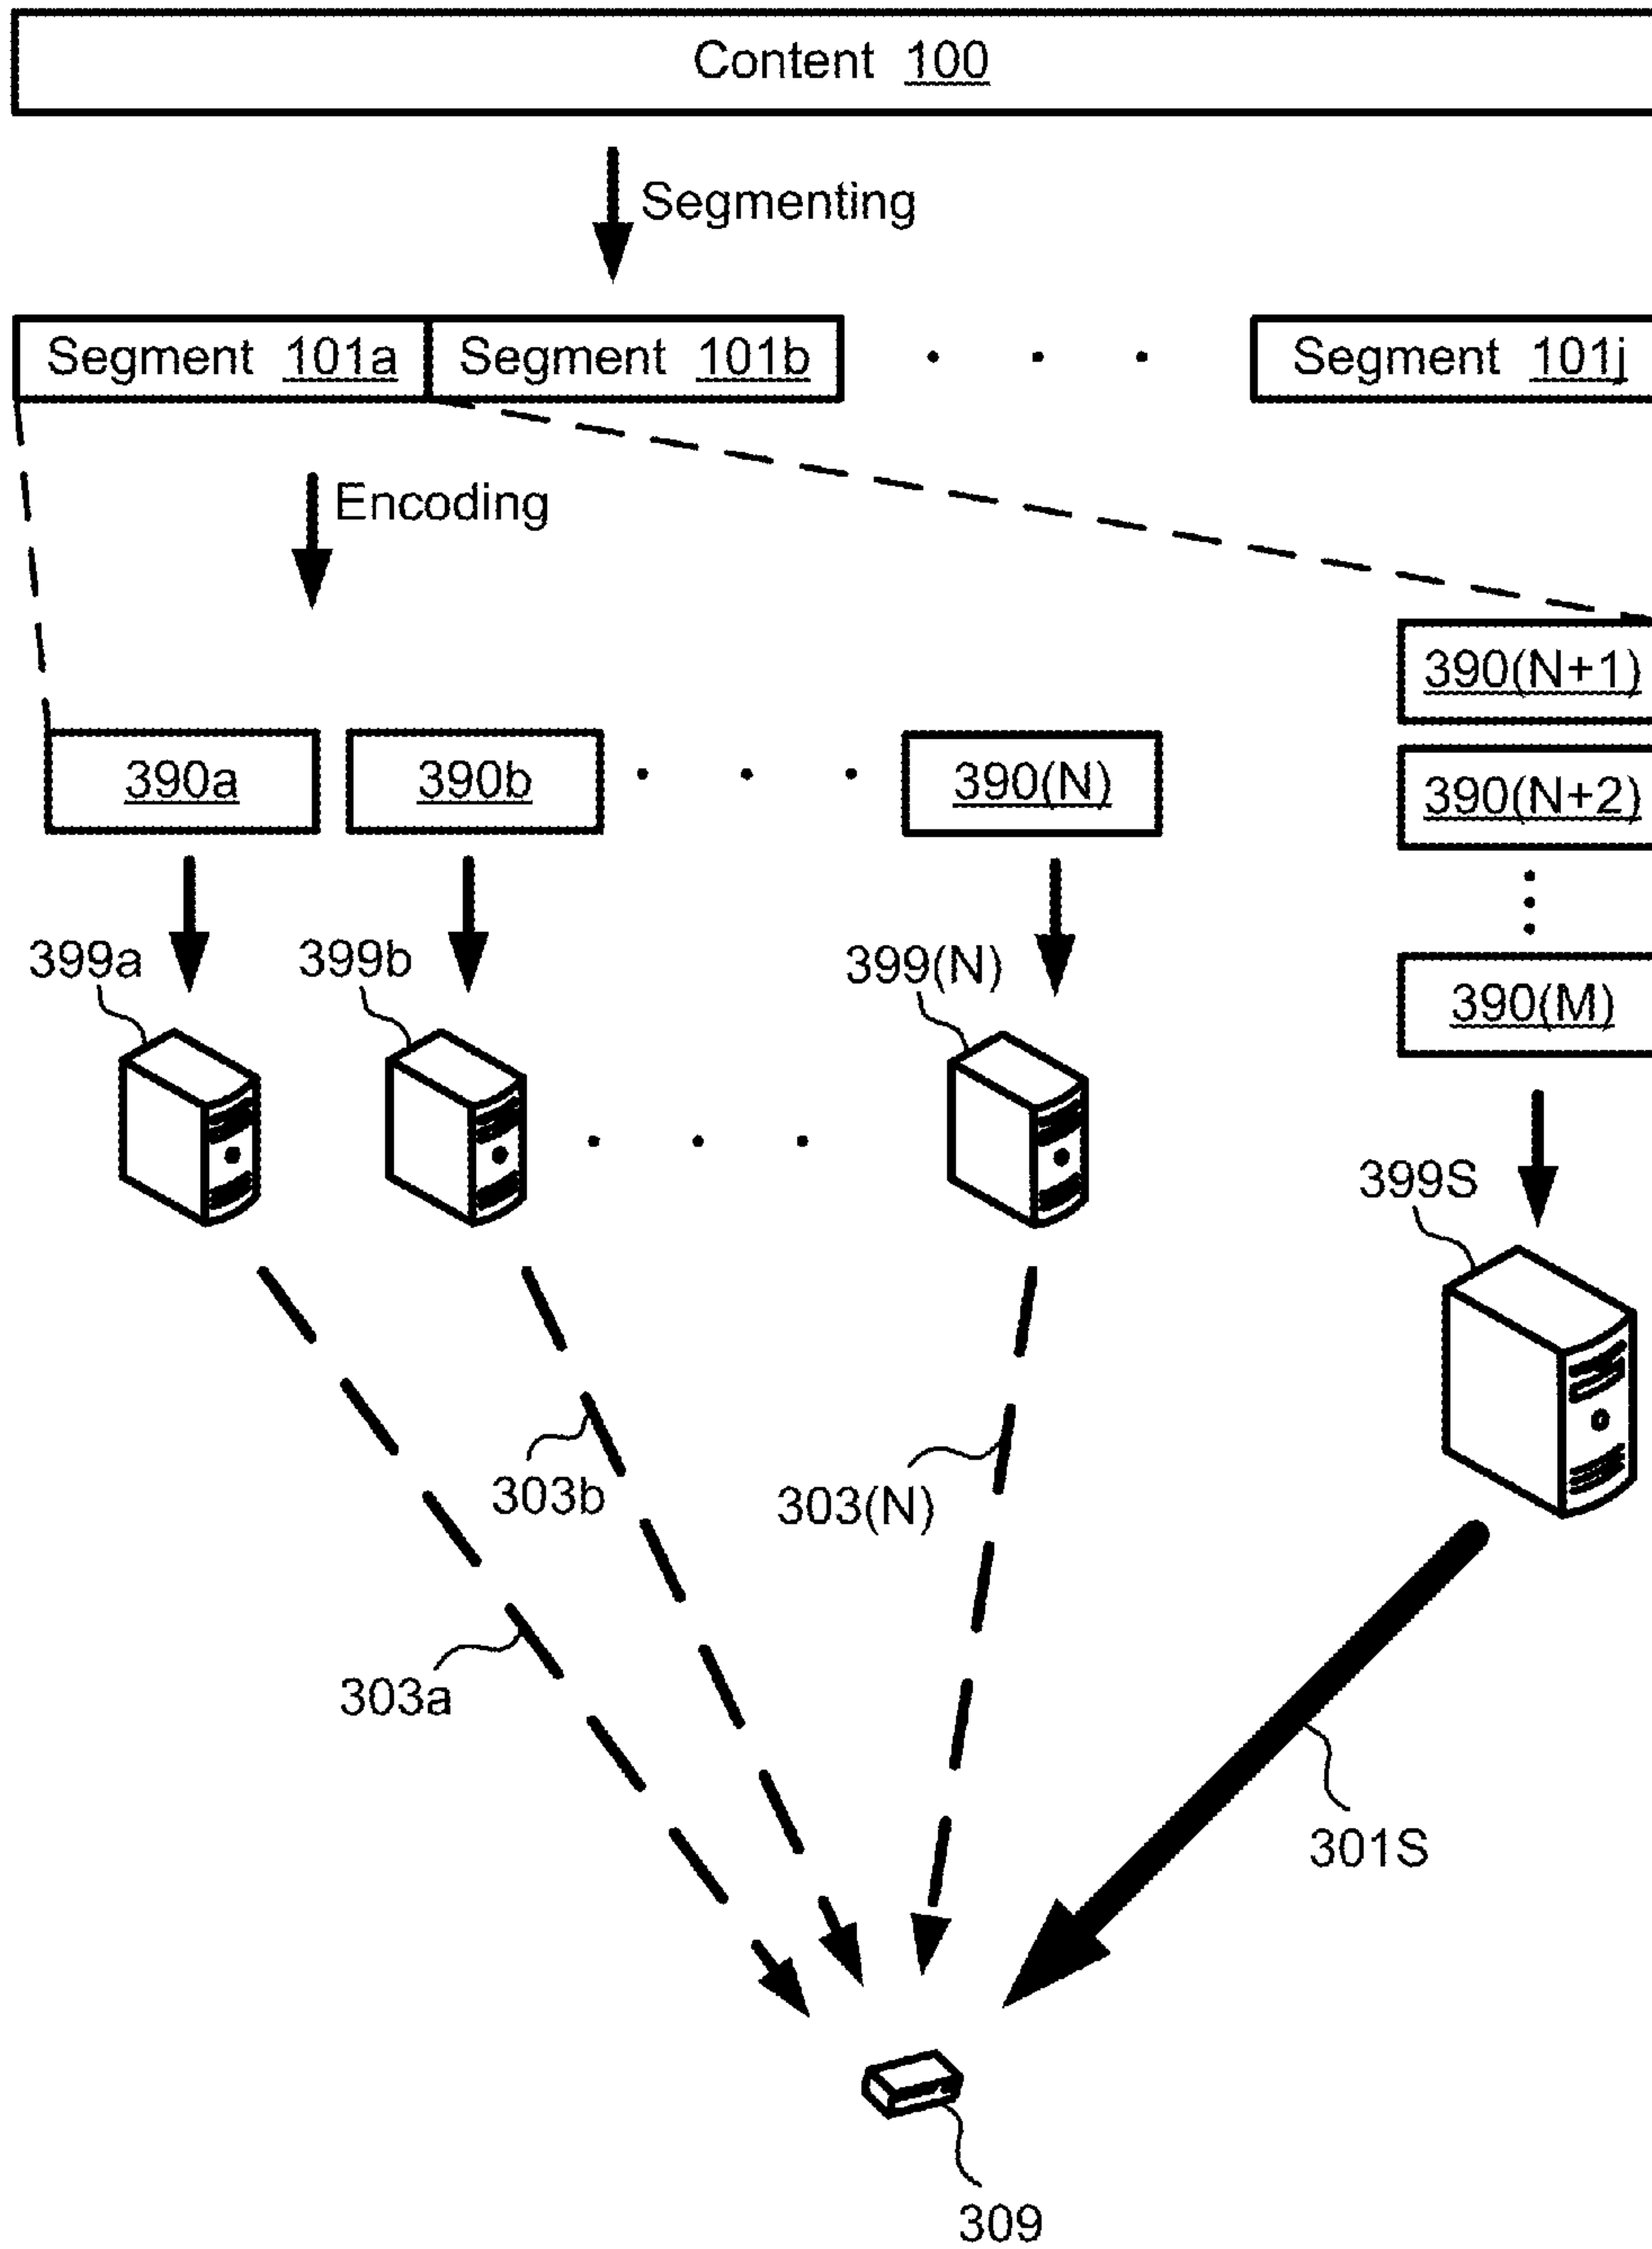 Content 100
Segmenting
Segment 101a Segment 101b . . . Segment 101j
Encoding
390(N+1)
390a 390b . . . 390(N) 390(N+2)
399a 399b 399(N) 390(M)
399S
303b 303(N)
303a
301S
309